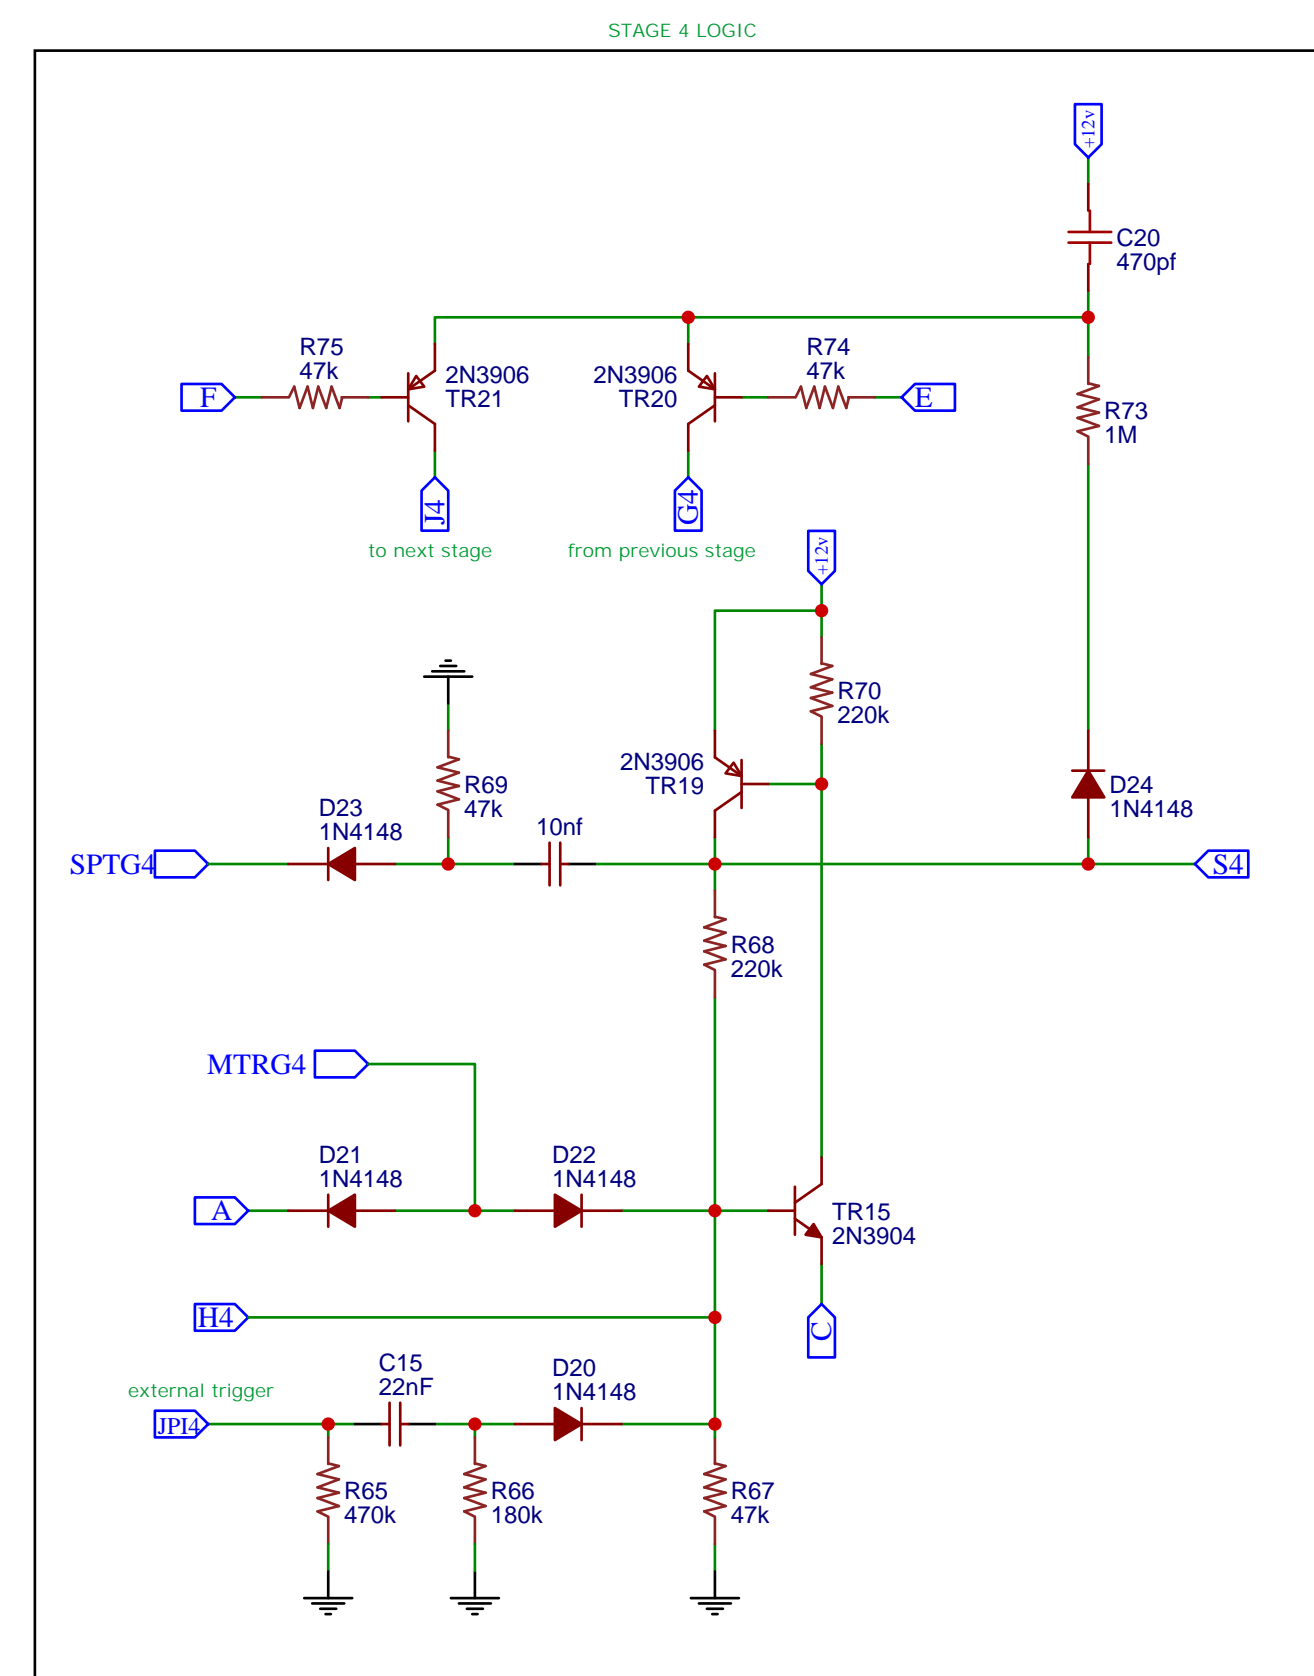 STAGE 4 LOGIC
+12v
C20
470pf
R75
47k
2N3906
TR21
2N3906
TR20
R74
47k
F
E
R73
1M
J4
G4
to next stage
from previous stage
+12v
R70
220k
2N3906
TR19
R69
47k
D24
1N4148
D23
1N4148
10nf
SPTG4
S4
R68
220k
MTRG4
D21
1N4148
D22
1N4148
A
TR15
2N3904
H4
C
C15
22nF
D20
1N4148
external trigger
JPI4
R65
470k
R66
180k
R67
47k